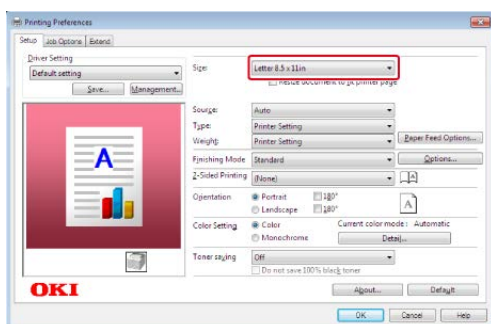 Printing Preferences
Setup Job Options Extend
Driver Setting
Default setting
Save... Management...
Size: Letter 8.5 x 11in
Resize document to fit printer page
Source: Auto
Type: Printer Setting
Weight: Printer Setting
Paper Feed Options...
Finishing Mode Standard
Options...
2-Sided Printing (None)
Orientation Portrait 180°
Landscape 180°
A
A
Color Setting Color Current color mode: Automatic
Monochrome Detail...
Toner saving Off
Do not save 100% black toner
OKI
About... Default
OK Cancel Help